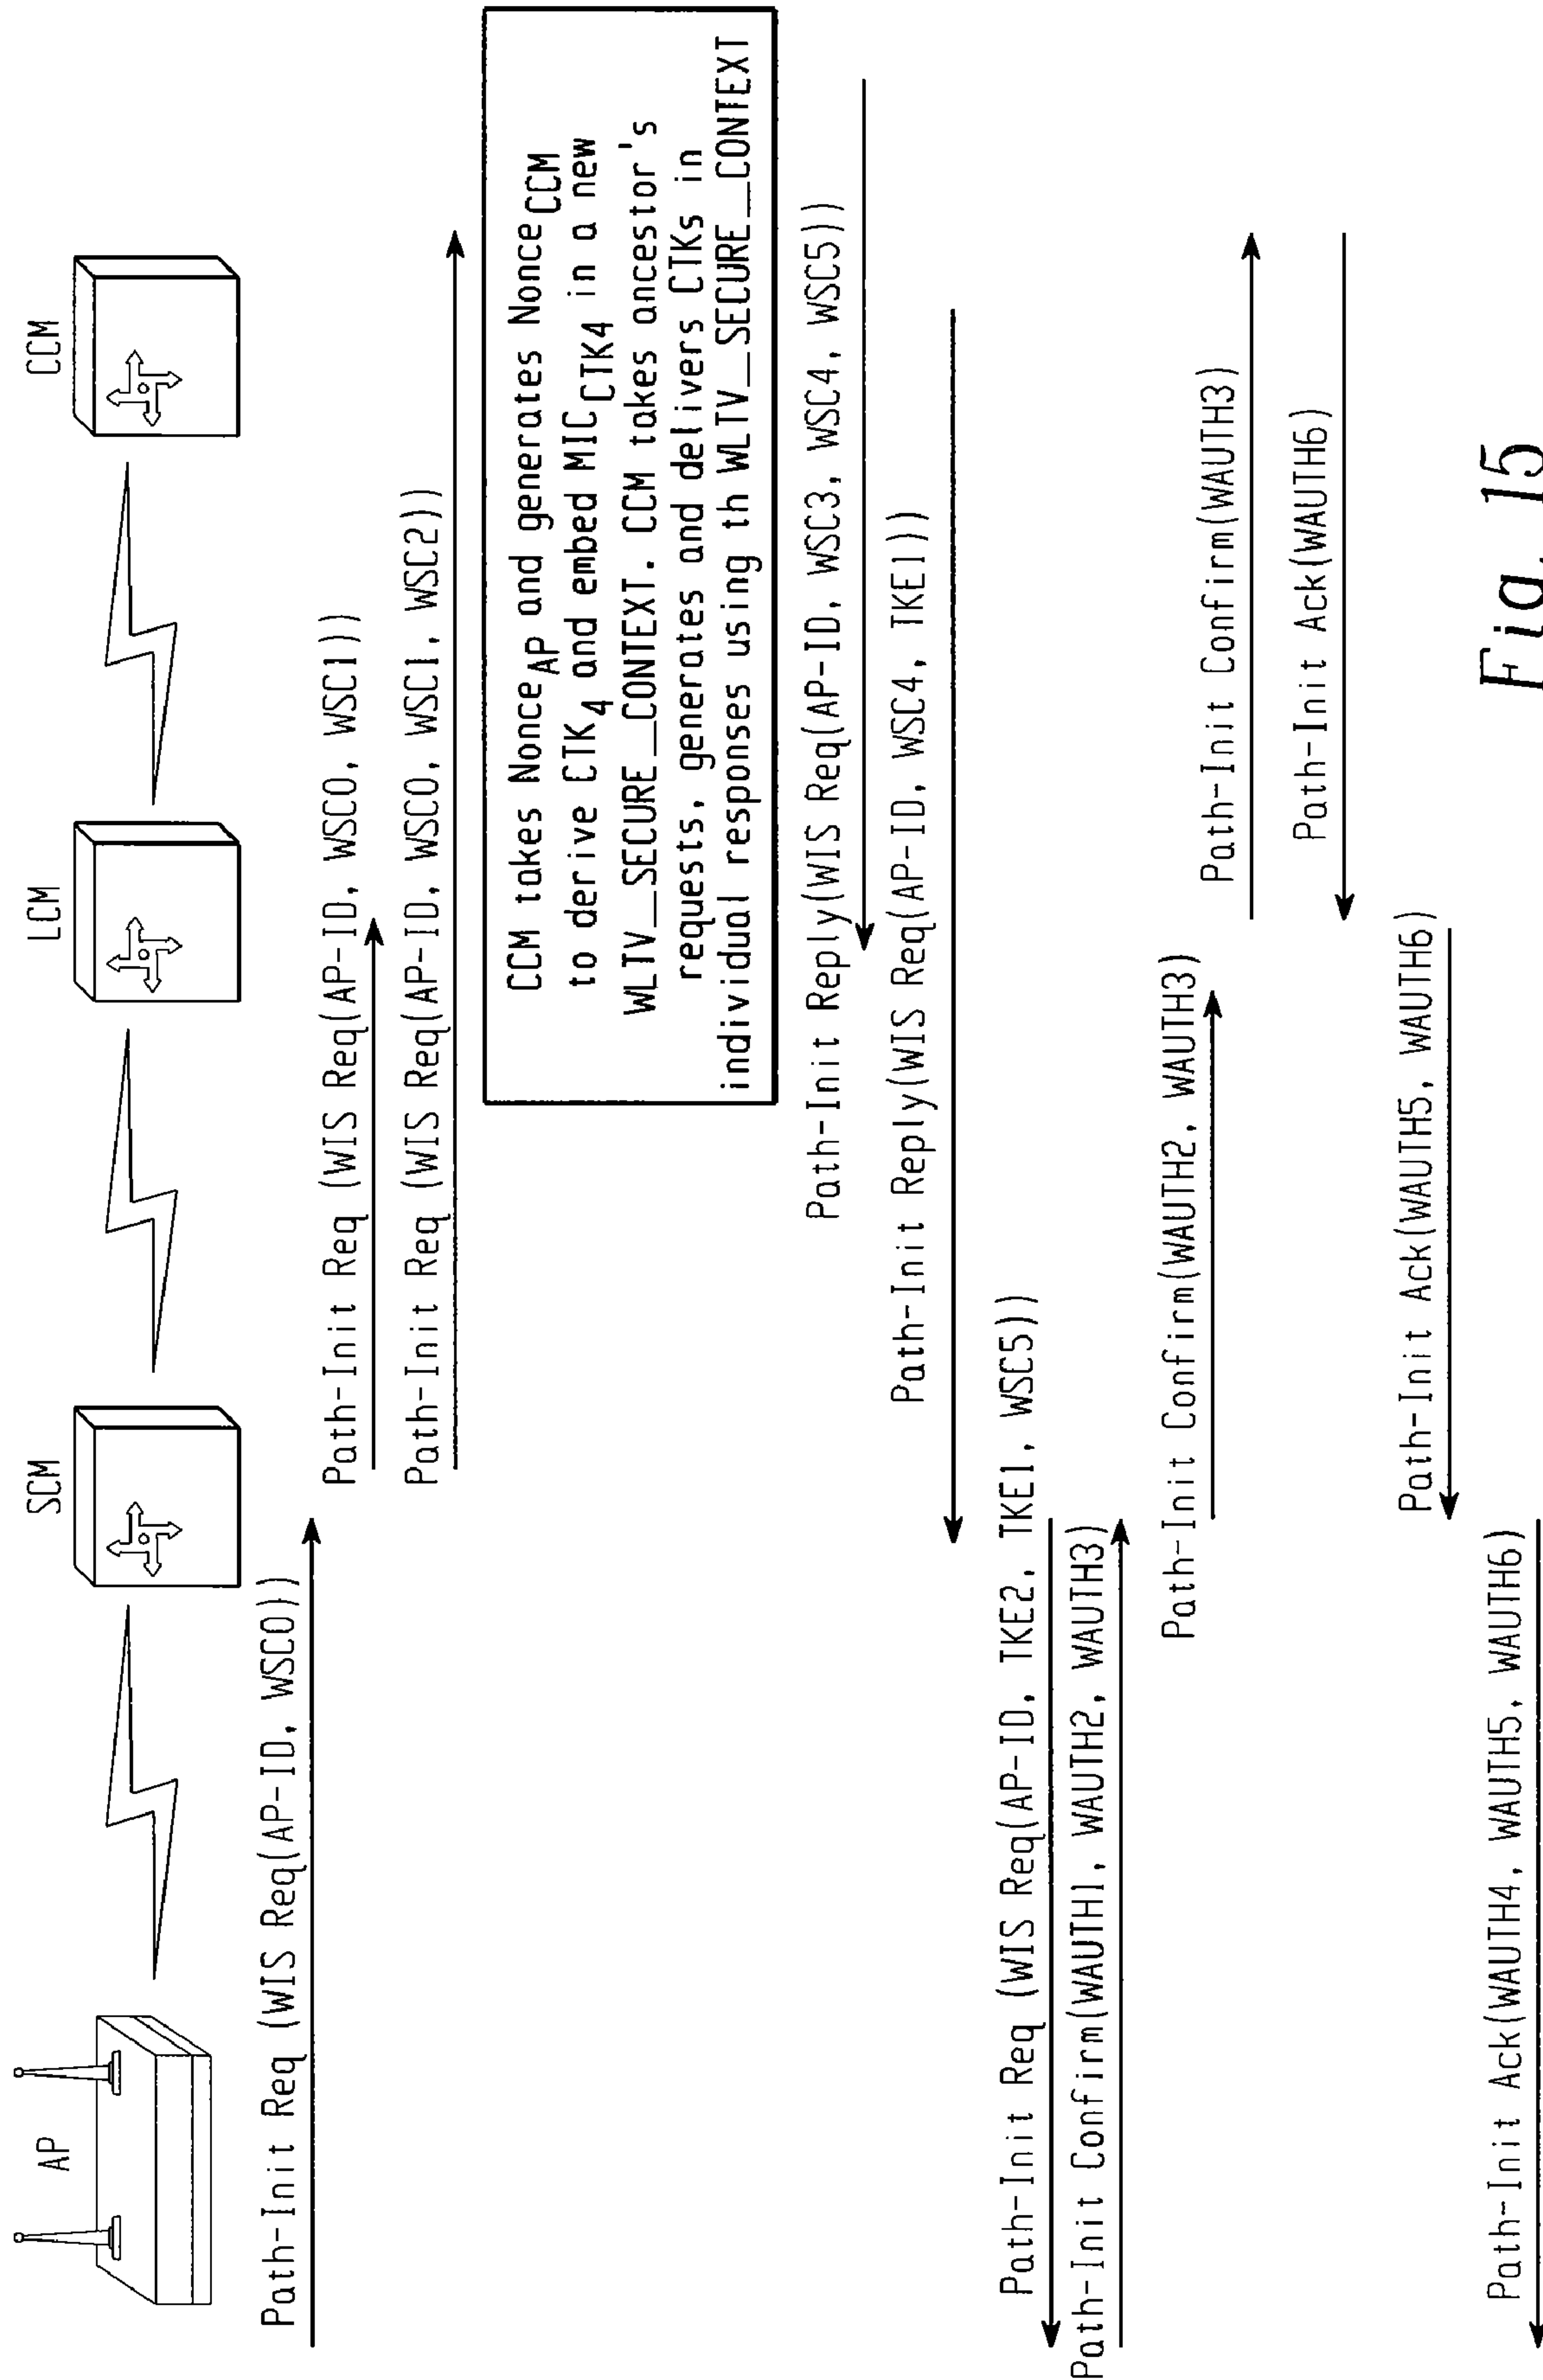 AP
SCM
LCM
CCM
Path-Init Req (WIS Req(AP-ID, WSC0))
Path-Init Req (WIS Req(AP-ID, WSC0, WSC1))
Path-Init Req (WIS Req(AP-ID, WSC0, WSC1, WSC2))
CCM takes NonceAP and generates NonceCCM
to derive CTK4 and embed MICCTK4 in a new
WLTV__SECURE__CONTEXT. CCM takes ancestor's
requests, generates and delivers CTKs in
individual responses using th WLTV__SECURE__CONTEXT
Path-Init Reply(WIS Req(AP-ID, WSC3, WSC4, WSC5))
Path-Init Reply(WIS Req(AP-ID, WSC4, TKE1))
Path-Init Req (WIS Req(AP-ID, TKE2, TKE1, WSC5))
Path-Init Confirm(WAUTH1, WAUTH2, WAUTH3)
Path-Init Confirm(WAUTH2, WAUTH3)
Path-Init Confirm(WAUTH3)
Path-Init Ack(WAUTH6)
Path-Init Ack(WAUTH5, WAUTH6)
Path-Init Ack(WAUTH4, WAUTH5, WAUTH6)
Fig. 15